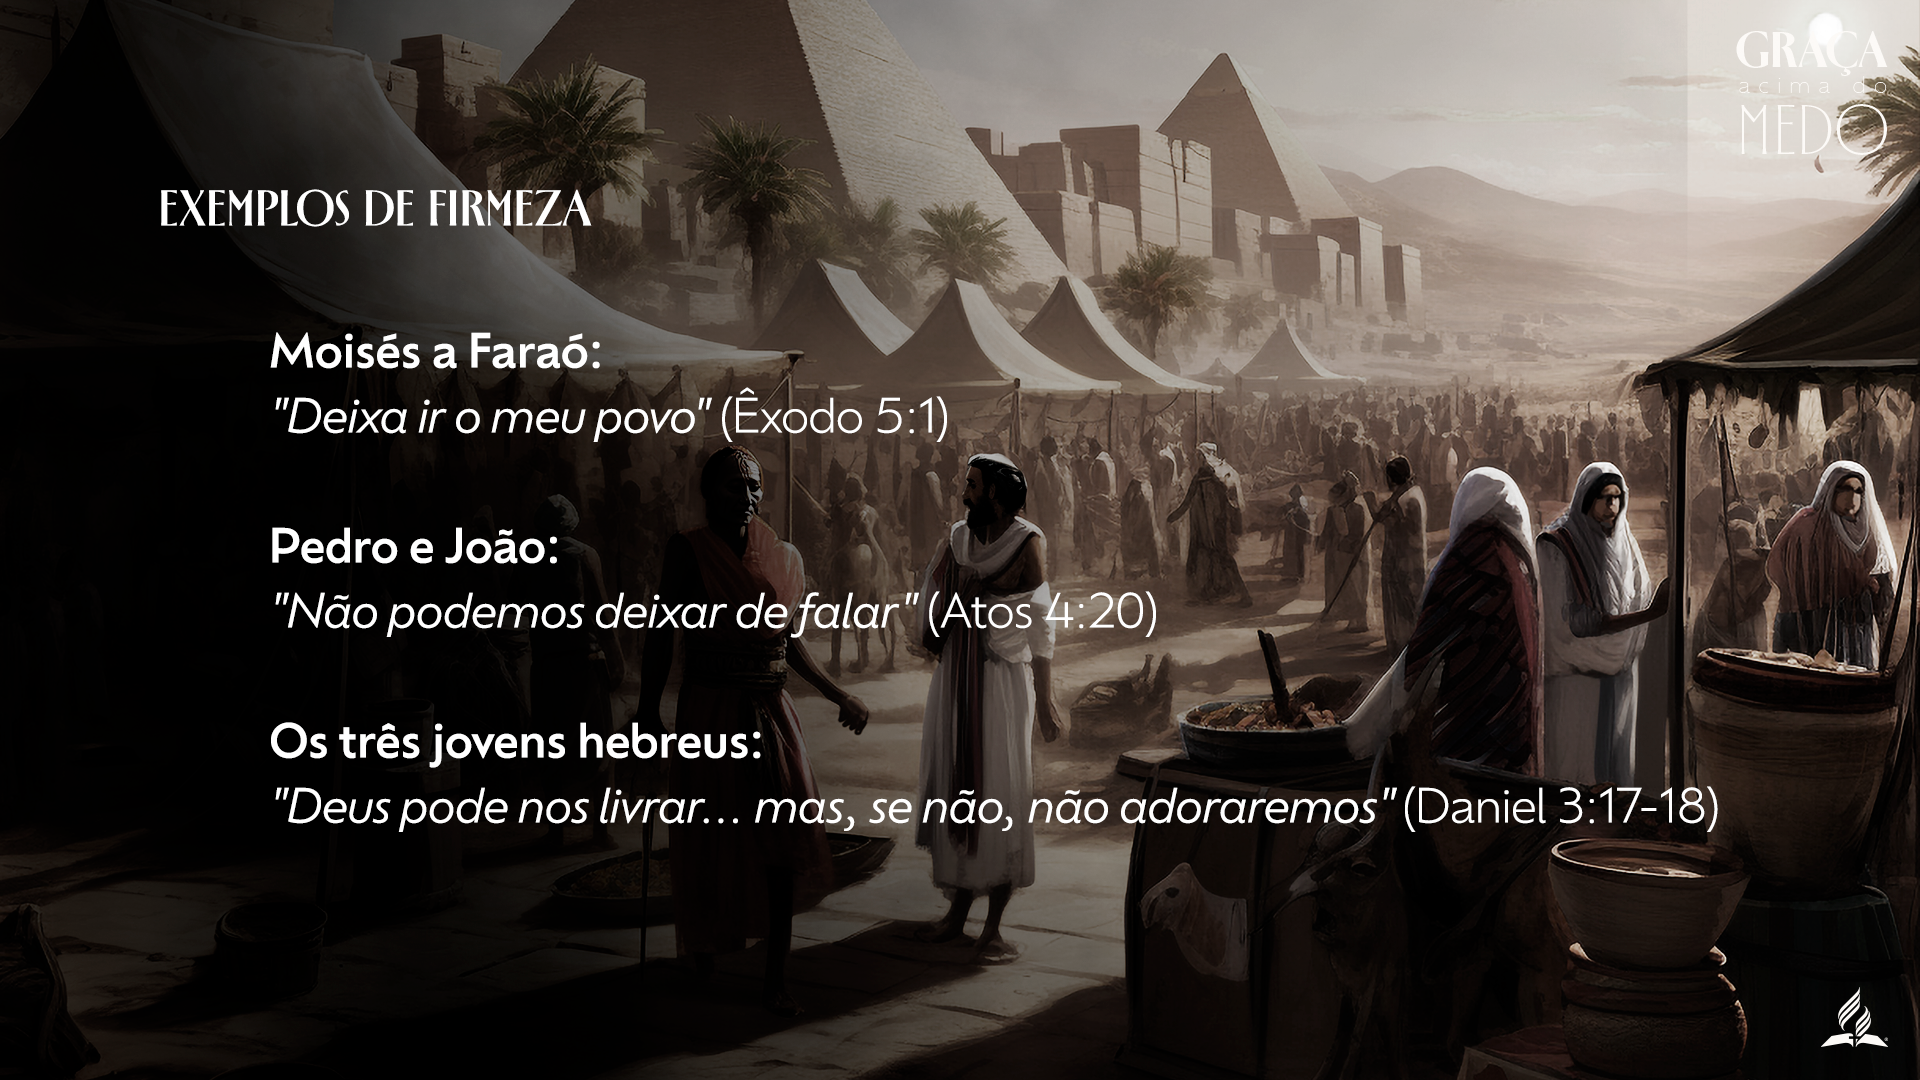 GRAÇA
acima do
MEDO
EXEMPLOS DE FIRMEZA
Moisés a Faraó:
"Deixa ir o meu povo" (Êxodo 5:1)
Pedro e João:
"Não podemos deixar de falar" (Atos 4:20)
Os três jovens hebreus:
"Deus pode nos livrar... mas, se não, não adoraremos" (Daniel 3:17-18)